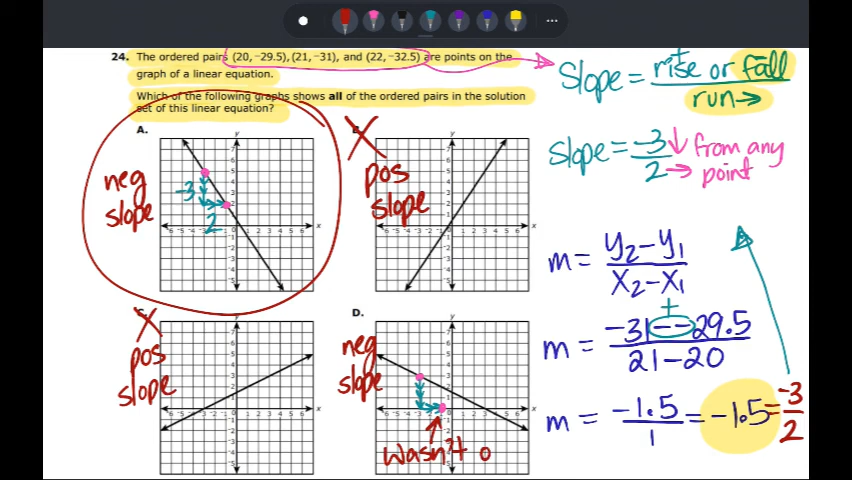 24. The ordered pairs (20, −29.5), (21, −31), and (22, −32.5) are points on the
graph of a linear equation.
Which of the following graphs shows all of the ordered pairs in the solution
set of this linear equation?
A.
neg
slope
-3
2
pos
slope
pos
slope
D.
neg
slope
Wasn't o
+
Slope = rise or fall
run→
Slope = -3↓ from any
2→ point
m = y₂-y₁
x₂-x₁
+
m = -31--29.5
21-20
m = -1.5 = -1.5 = -3
1
2